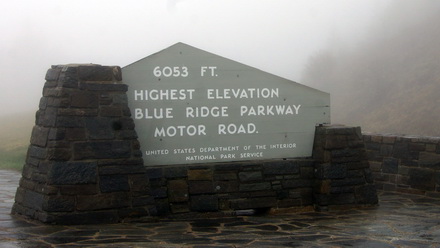 6053 FT.
HIGHEST ELEVATION
BLUE RIDGE PARKWAY
MOTOR ROAD.
UNITED STATES DEPARTMENT OF THE INTERIOR
NATIONAL PARK SERVICE